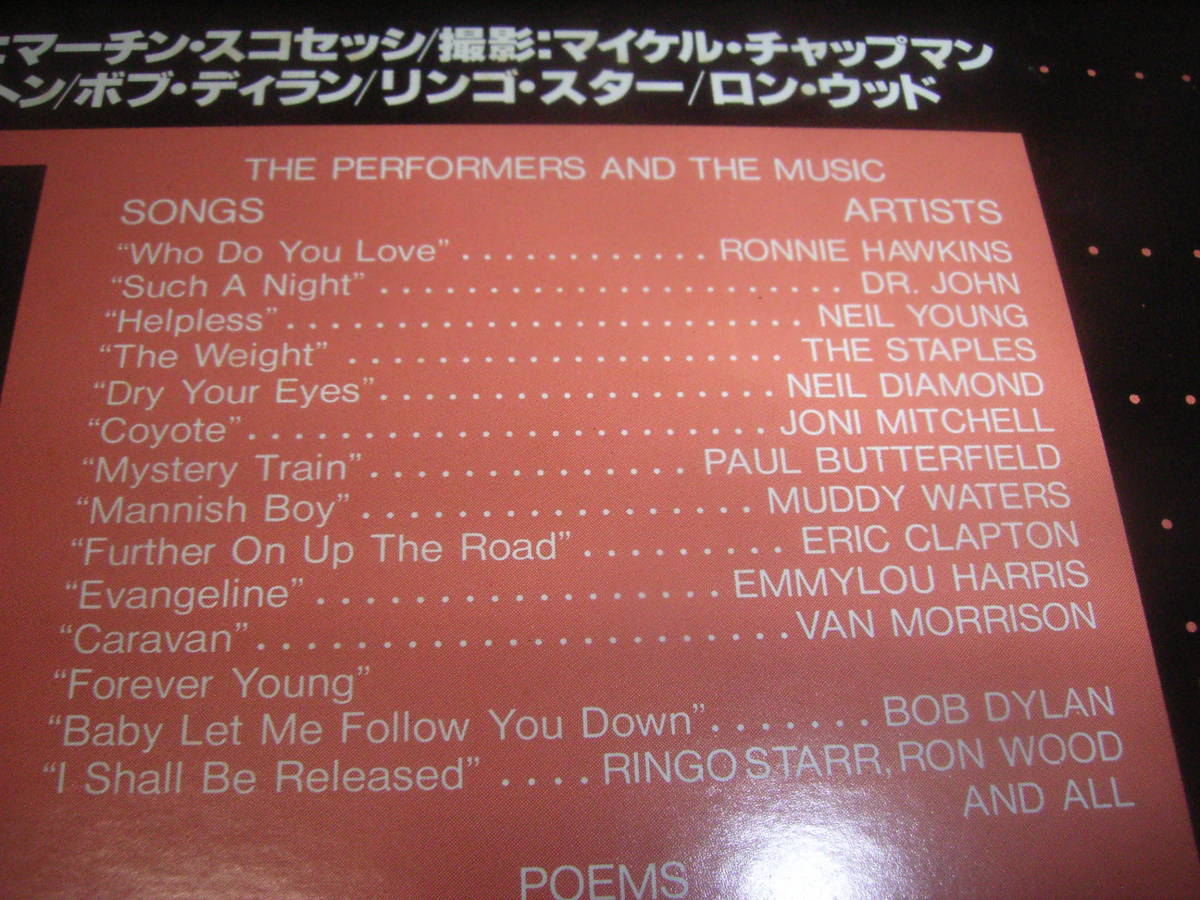 マーチン・スコセッシ/撮影:マイケル・チャップマン
ヘン/ボブ・ディラン/リンゴ・スター/ロン・ウッド
THE PERFORMERS AND THE MUSIC
SONGS ARTISTS
“Who Do You Love” . . . . . . . . . . . . RONNIE HAWKINS
“Such A Night” . . . . . . . . . . . . . . . . . . . . . . DR. JOHN
“Helpless” . . . . . . . . . . . . . . . . . . . . . . . . . NEIL YOUNG
“The Weight” . . . . . . . . . . . . . . . . . . . . . THE STAPLES
“Dry Your Eyes” . . . . . . . . . . . . . . . . . . . NEIL DIAMOND
“Coyote” . . . . . . . . . . . . . . . . . . . . . . . . . JONI MITCHELL
“Mystery Train” . . . . . . . . . . . . . . . PAUL BUTTERFIELD
“Mannish Boy” . . . . . . . . . . . . . . . . . . . MUDDY WATERS
“Further On Up The Road” . . . . . . . . . . ERIC CLAPTON
“Evangeline” . . . . . . . . . . . . . . . . . . . . EMMYLOU HARRIS
“Caravan” . . . . . . . . . . . . . . . . . . . . . . . . . . VAN MORRISON
“Forever Young”
“Baby Let Me Follow You Down” . . . . . . . BOB DYLAN
“I Shall Be Released” . . . . RINGO STARR, RON WOOD
AND ALL
POEMS